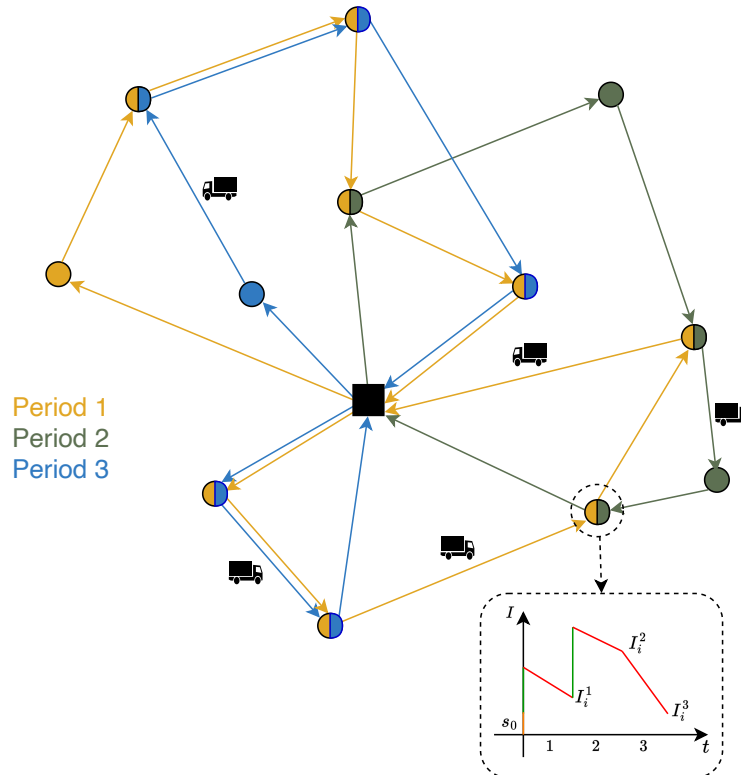 Period 1
Period 2
Period 3
I
I_i^2
I_i^1
I_i^3
s_0
1 2 3 t